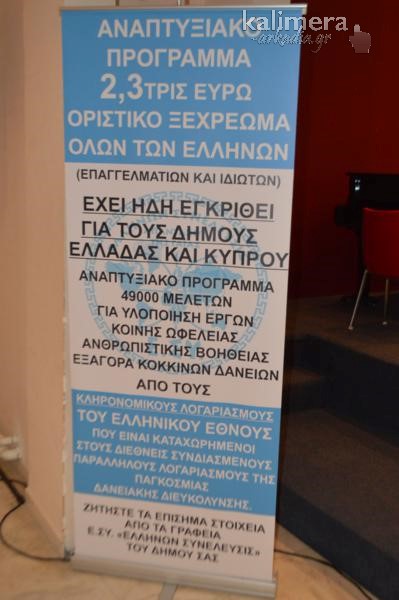 kalimera
arkadia.gr
ΑΝΑΠΤΥΞΙΑΚΟ
ΠΡΟΓΡΑΜΜΑ
2,3ΤΡΙΣ ΕΥΡΩ
ΟΡΙΣΤΙΚΟ ΞΕΧΡΕΩΜΑ
ΟΛΩΝ ΤΩΝ ΕΛΛΗΝΩΝ
(ΕΠΑΓΓΕΛΜΑΤΙΩΝ ΚΑΙ ΙΔΙΩΤΩΝ)
ΕΧΕΙ ΗΔΗ ΕΓΚΡΙΘΕΙ
ΓΙΑ ΤΟΥΣ ΔΗΜΟΥΣ
ΕΛΛΑΔΑΣ ΚΑΙ ΚΥΠΡΟΥ
ΑΝΑΠΤΥΞΙΑΚΟ ΠΡΟΓΡΑΜΜΑ
49000 ΜΕΛΕΤΩΝ
ΓΙΑ ΥΛΟΠΟΙΗΣΗ ΕΡΓΩΝ
ΚΟΙΝΗΣ ΩΦΕΛΕΙΑΣ
ΑΝΘΡΩΠΙΣΤΙΚΗΣ ΒΟΗΘΕΙΑΣ
ΕΞΑΓΟΡΑ ΚΟΚΚΙΝΩΝ ΔΑΝΕΙΩΝ
ΑΠΟ ΤΟΥΣ
ΚΛΗΡΟΝΟΜΙΚΟΥΣ ΛΟΓΑΡΙΑΣΜΟΥΣ
ΤΟΥ ΕΛΛΗΝΙΚΟΥ ΕΘΝΟΥΣ
ΠΟΥ ΕΙΝΑΙ ΚΑΤΑΧΩΡΗΜΕΝΟΙ
ΣΤΟΥΣ ΔΙΕΘΝΕΙΣ ΣΥΝΔΙΑΣΜΕΝΟΥΣ
ΠΑΡΑΛΛΗΛΟΥΣ ΛΟΓΑΡΙΑΣΜΟΥΣ ΤΗΣ
ΠΑΓΚΟΣΜΙΑΣ
ΔΑΝΕΙΑΚΗΣ ΔΙΕΥΚΟΛΥΝΣΗΣ.
ΖΗΤΗΣΤΕ ΤΑ ΕΠΙΣΗΜΑ ΣΤΟΙΧΕΙΑ
ΑΠΟ ΤΑ ΓΡΑΦΕΙΑ
Ε.ΣΥ. «ΕΛΛΗΝΩΝ ΣΥΝΕΛΕΥΣΙΣ»
ΤΟΥ ΔΗΜΟΥ ΣΑΣ